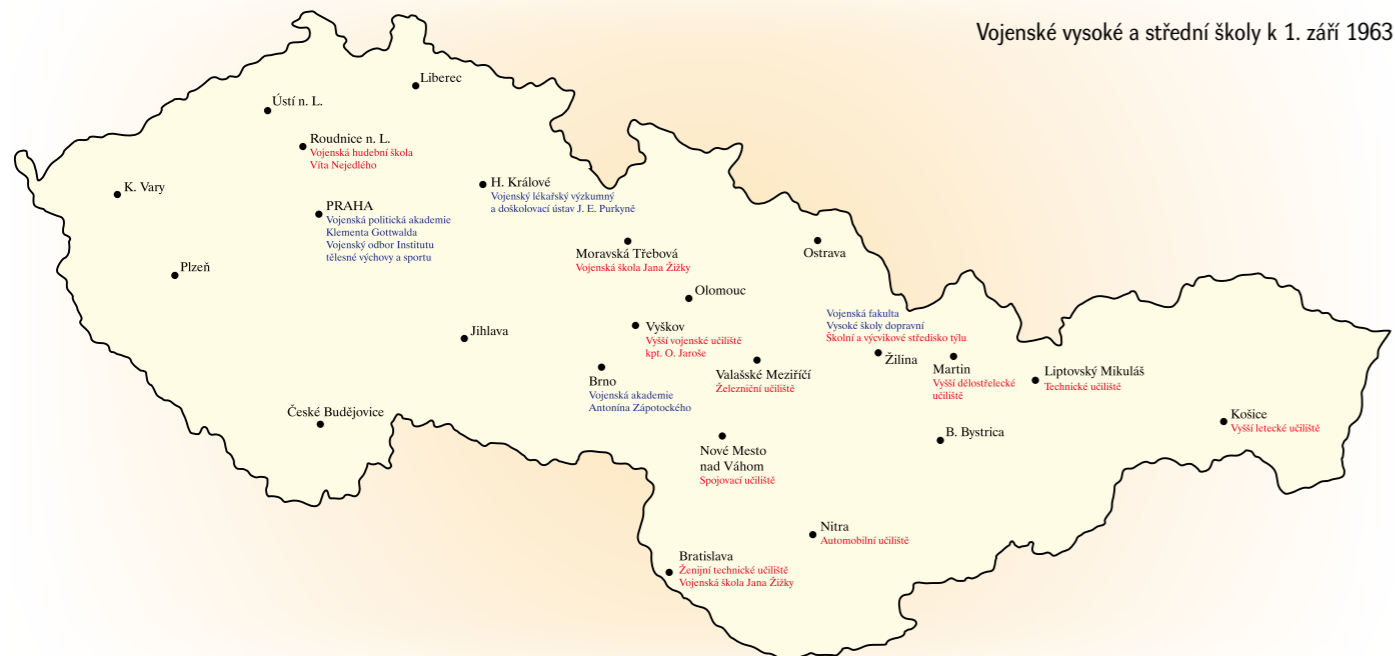 Vojenské vysoké a střední školy k 1. září 1963
Liberec
Ústí n. L.
Roudnice n. L.
Vojenská hudební škola
Víta Nejedlého
K. Vary
H. Králové
Vojenský lékařský výzkumný
a doškolovací ústav J. E. Purkyně
PRAHA
Vojenská politická akademie
Klementa Gottwalda
Vojenský odbor Institutu
tělesné výchovy a sportu
Moravská Třebová
Vojenská škola Jana Žižky
Ostrava
Plzeň
Olomouc
Vyškov
Vyšší vojenské učiliště
kpt. O. Jaroše
Jihlava
Vojenská fakulta
Vysoké školy dopravní
Školní a výcvikové středisko týlu
Žilina
Brno
Vojenská akademie
Antonína Zápotockého
Valašské Meziříčí
Železniční učiliště
Martin
Vyšší dělostřelecké
učiliště
Liptovský Mikuláš
Technické učiliště
České Budějovice
Košice
Vyšší letecké učiliště
B. Bystrica
Nové Mesto
nad Váhom
Spojovací učiliště
Nitra
Automobilní učiliště
Bratislava
Ženijní technické učiliště
Vojenská škola Jana Žižky